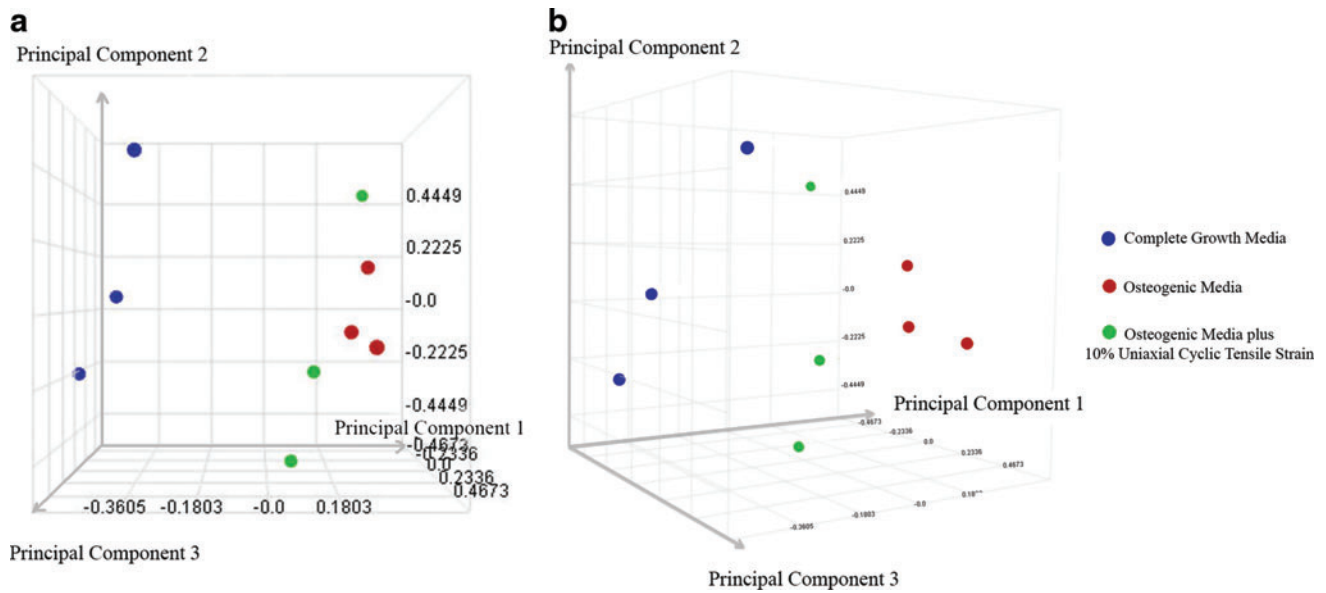 a
Principal Component 2
0.4449
0.2225
-0.0
-0.2225
-0.4449
Principal Component 1
-0.4673
-0.2336
0.0
0.2336
0.4673
-0.3605 -0.1803 -0.0 0.1803
Principal Component 3
b
Principal Component 2
0.4449
0.2225
-0.0
-0.2225
-0.4449
Principal Component 1
-0.4673
-0.2336
0.0
0.2336
0.4673
-0.3605 -0.1803 -0.0
Principal Component 3
Complete Growth Media
Osteogenic Media
Osteogenic Media plus
10% Uniaxial Cyclic Tensile Strain